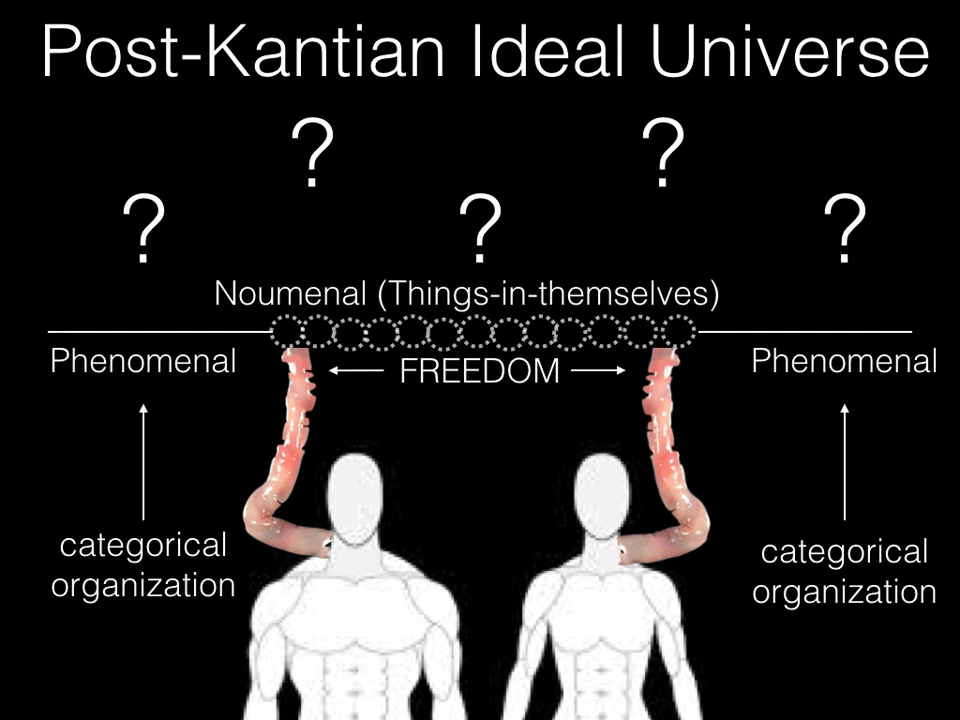 Post-Kantian Ideal Universe
? ?
? ? ?
Noumenal (Things-in-themselves)
Phenomenal
FREEDOM
Phenomenal
categorical
organization
categorical
organization